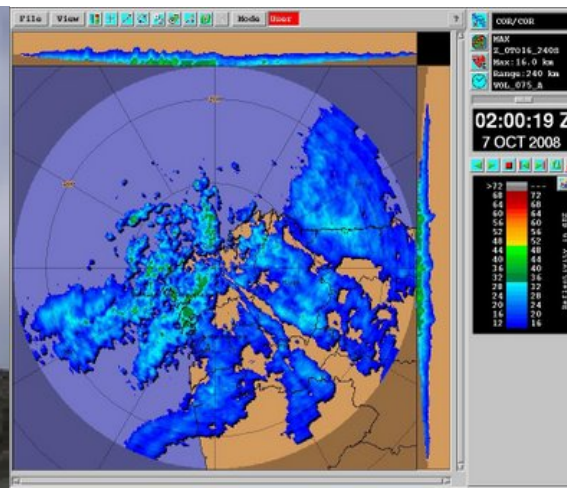 File View Mode User ?
COR/COR
MAX
Z_0TO16_240S
Max:16.0 km
Range:240 km
VOL_075_A
02:00:19 Z
7 OCT 2008
>72 ---
68 72
64 68
60 64
56 60
52 56
48 52
44 48
40 44
36 40
32 36
28 32
24 28
20 24
16 20
12 16